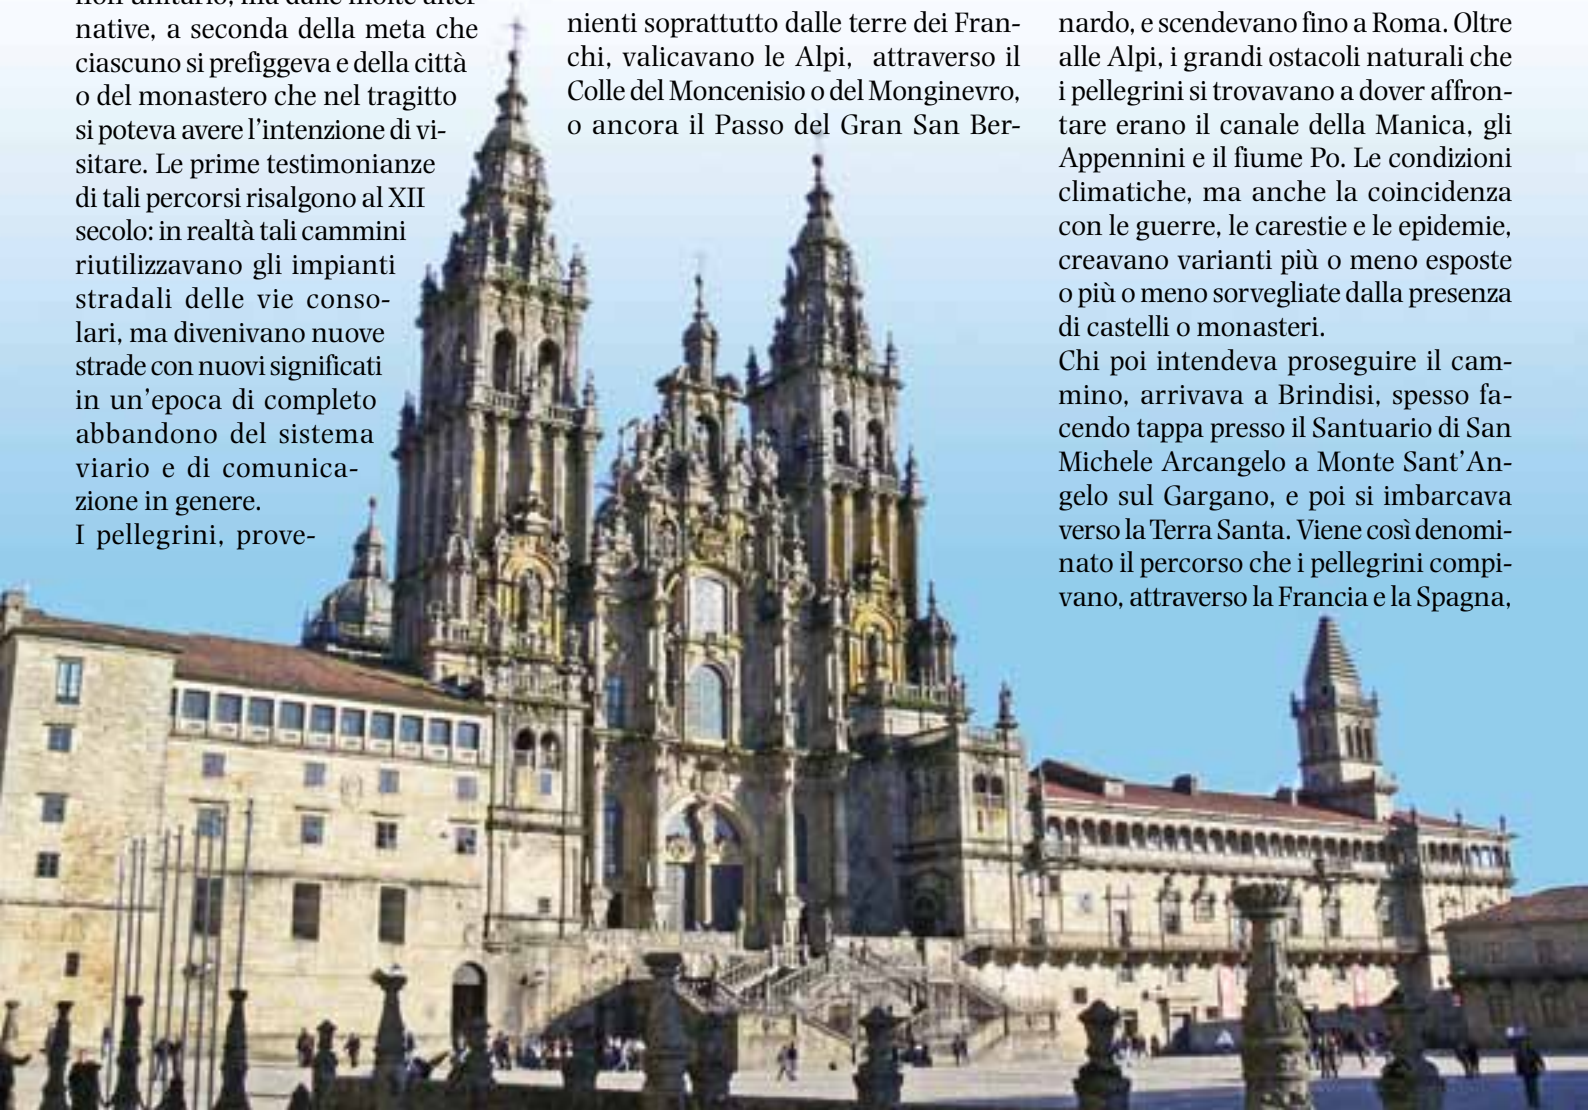 native, a seconda della meta che
ciascuno si prefiggeva e della città
o del monastero che nel tragitto
si poteva avere l'intenzione di vi-
sitare. Le prime testimonianze
di tali percorsi risalgono al XII
secolo: in realtà tali cammini
riutilizzavano gli impianti
stradali delle vie conso-
lari, ma divenivano nuove
strade con nuovi significati
in un'epoca di completo
abbandono del sistema
viario e di comunica-
zione in genere.
I pellegrini, prove-
nienti soprattutto dalle terre dei Fran-
chi, valicavano le Alpi, attraverso il
Colle del Moncenisio o del Monginevro,
o ancora il Passo del Gran San Ber-
nardo, e scendevano fino a Roma. Oltre
alle Alpi, i grandi ostacoli naturali che
i pellegrini si trovavano a dover affron-
tare erano il canale della Manica, gli
Appennini e il fiume Po. Le condizioni
climatiche, ma anche la coincidenza
con le guerre, le carestie e le epidemie,
creavano varianti più o meno esposte
o più o meno sorvegliate dalla presenza
di castelli o monasteri.
Chi poi intendeva proseguire il cam-
mino, arrivava a Brindisi, spesso fa-
cendo tappa presso il Santuario di San
Michele Arcangelo a Monte Sant'An-
gelo sul Gargano, e poi si imbarcava
verso la Terra Santa. Viene così denomi-
nato il percorso che i pellegrini compi-
vano, attraverso la Francia e la Spagna,